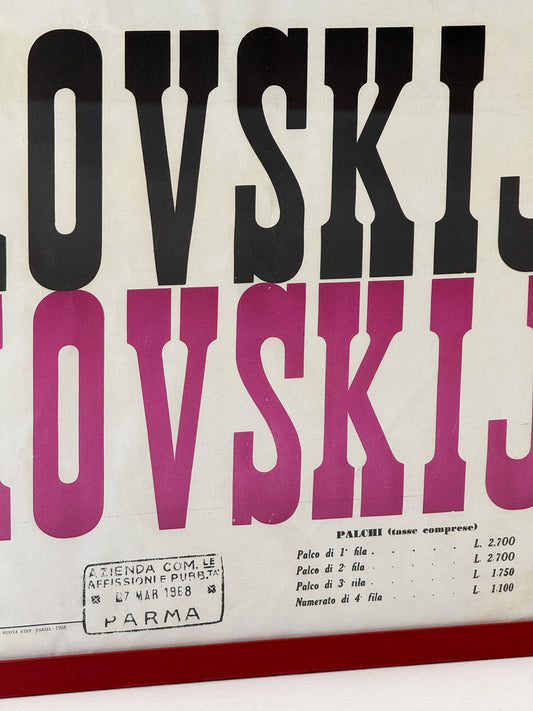 OVSKIJ
OVSKIJ
PALCHI (tasse comprese)
Palco di 1ª fila . . . . . . L. 2.700
Palco di 2ª fila . . . . . . L 2.700
Palco di 3ª rila . . . . . . L 1.750
Namerato di 4ª fila . . . . . L 1.100
AZIENDA COM. LE
AFFISSIONI E PUBB.TA'
07 MAR 1968
PARMA
NUOVA STEP - PARMA - 1968